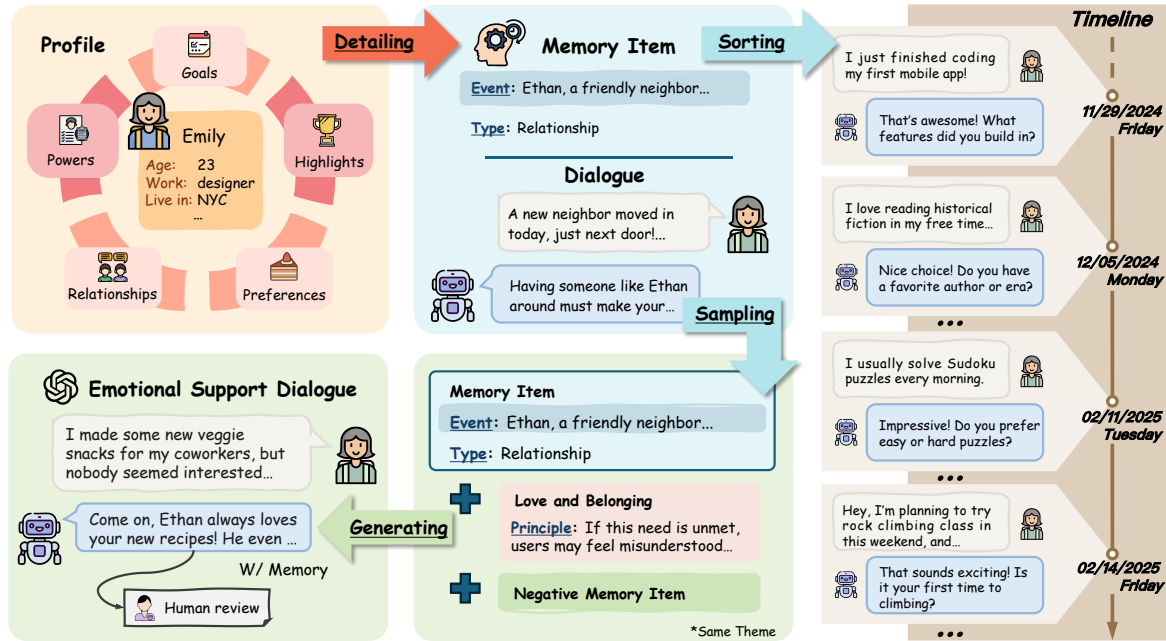 Profile
Goals
Powers
Highlights
Emily
Age: 23
Work: designer
Live in: NYC
...
Relationships
Preferences
Detailing
Memory Item
Event: Ethan, a friendly neighbor...
Type: Relationship
Dialogue
A new neighbor moved in
today, just next door!...
Having someone like Ethan
around must make your...
Sorting
Sampling
Timeline
I just finished coding
my first mobile app!
That's awesome! What
features did you build in?
11/29/2024
Friday
I love reading historical
fiction in my free time...
Nice choice! Do you have
a favorite author or era?
12/05/2024
Monday
...
I usually solve Sudoku
puzzles every morning.
Impressive! Do you prefer
easy or hard puzzles?
02/11/2025
Tuesday
...
Hey, I'm planning to try
rock climbing class in
this weekend, and...
That sounds exciting! Is
it your first time to
climbing?
02/14/2025
Friday
...
Memory Item
Event: Ethan, a friendly neighbor...
Type: Relationship
Love and Belonging
Principle: If this need is unmet,
users may feel misunderstood...
Negative Memory Item
*Same Theme
Generating
Emotional Support Dialogue
I made some new veggie
snacks for my coworkers, but
nobody seemed interested...
Come on, Ethan always loves
your new recipes! He even ...
W/ Memory
Human review